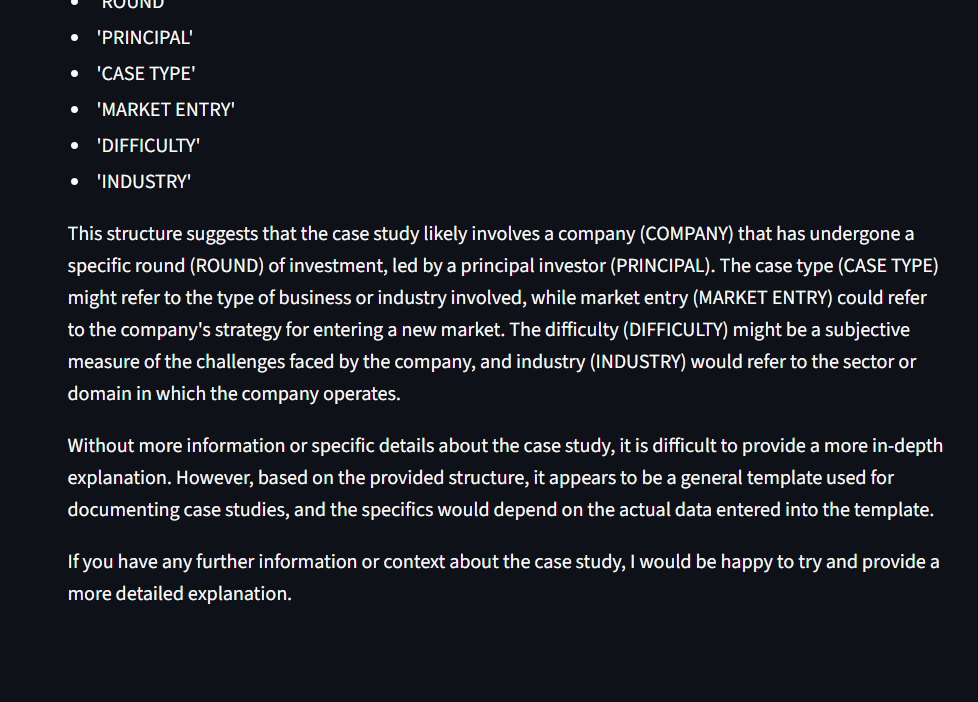 'ROUND'
'PRINCIPAL'
'CASE TYPE'
'MARKET ENTRY'
'DIFFICULTY'
'INDUSTRY'
This structure suggests that the case study likely involves a company (COMPANY) that has undergone a
specific round (ROUND) of investment, led by a principal investor (PRINCIPAL). The case type (CASE TYPE)
might refer to the type of business or industry involved, while market entry (MARKET ENTRY) could refer
to the company's strategy for entering a new market. The difficulty (DIFFICULTY) might be a subjective
measure of the challenges faced by the company, and industry (INDUSTRY) would refer to the sector or
domain in which the company operates.
Without more information or specific details about the case study, it is difficult to provide a more in-depth
explanation. However, based on the provided structure, it appears to be a general template used for
documenting case studies, and the specifics would depend on the actual data entered into the template.
If you have any further information or context about the case study, I would be happy to try and provide a
more detailed explanation.